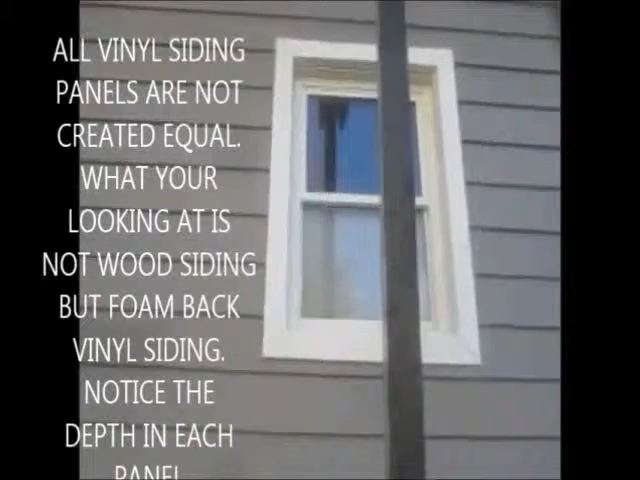 ALL VINYL SIDING
PANELS ARE NOT
CREATED EQUAL.
WHAT YOUR
LOOKING AT IS
NOT WOOD SIDING
BUT FOAM BACK
VINYL SIDING.
NOTICE THE
DEPTH IN EACH
PANEL